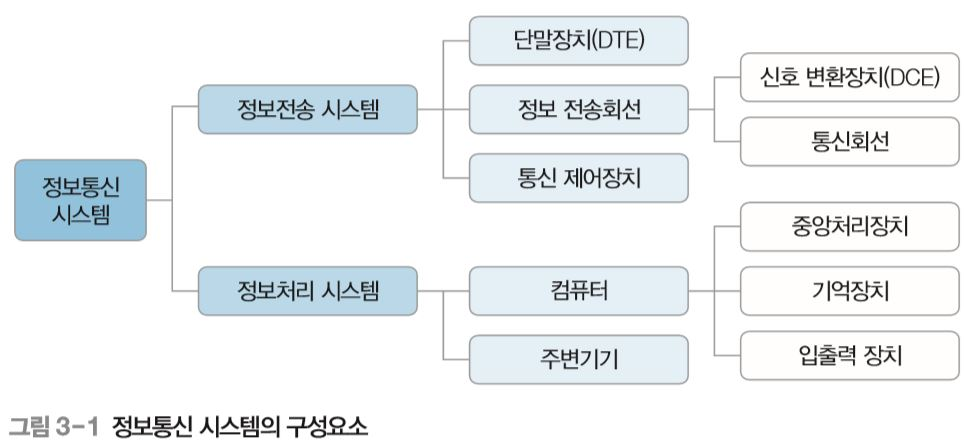 정보통신
시스템
정보전송 시스템
단말장치(DTE)
정보 전송회선
신호 변환장치(DCE)
통신회선
통신 제어장치
정보처리 시스템
컴퓨터
중앙처리장치
기억장치
입출력 장치
주변기기
그림 3-1 정보통신 시스템의 구성요소